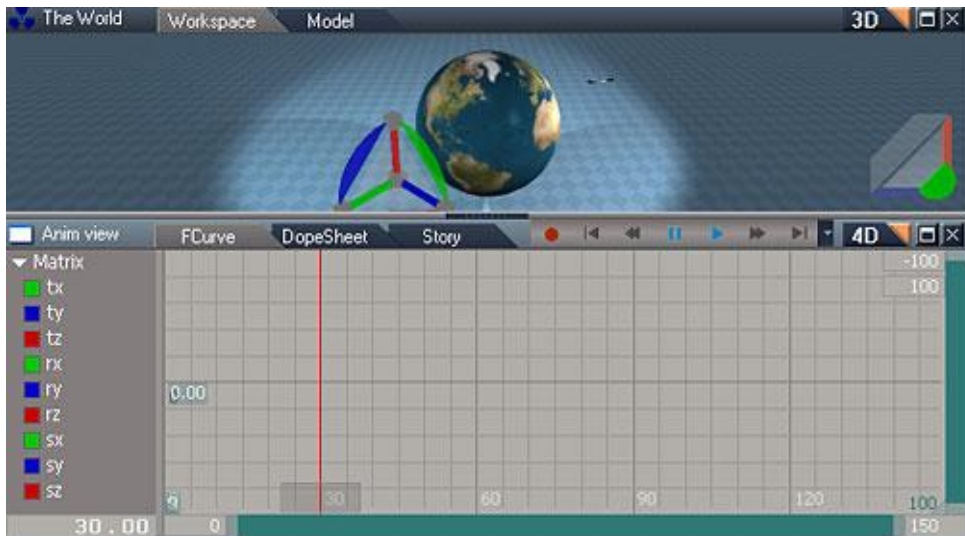 The World Workspace Model 3D
Anim view FCurve DopeSheet Story 4D
Matrix -100
tx 100
ty
tz
rx
ry 0.00
rz
sx
sy
sz 0 30 60 90 120 100
30.00 0 150